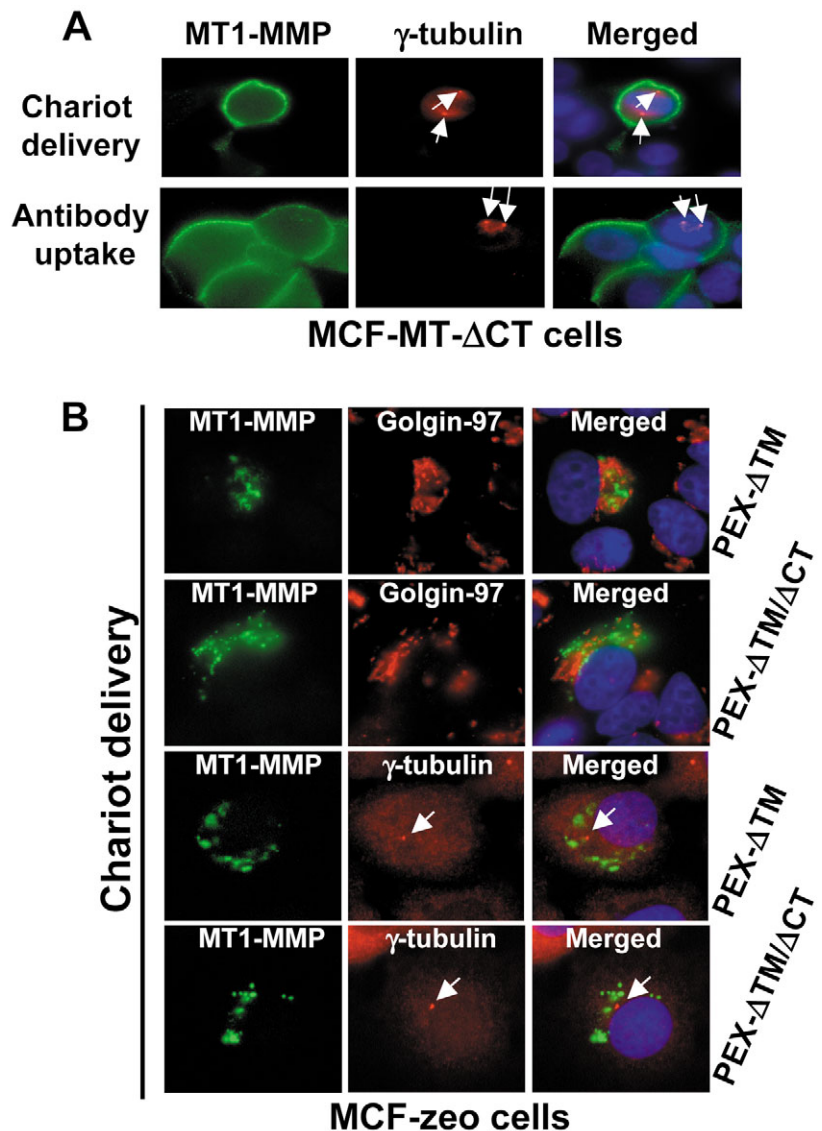 A
MT1-MMP γ-tubulin Merged
Chariot delivery
Antibody uptake
MCF-MT-ΔCT cells
B
Chariot delivery
MT1-MMP Golgin-97 Merged PEX-ΔTM
MT1-MMP Golgin-97 Merged PEX-ΔTM/ΔCT
MT1-MMP γ-tubulin Merged PEX-ΔTM
MT1-MMP γ-tubulin Merged PEX-ΔTM/ΔCT
MCF-zeo cells